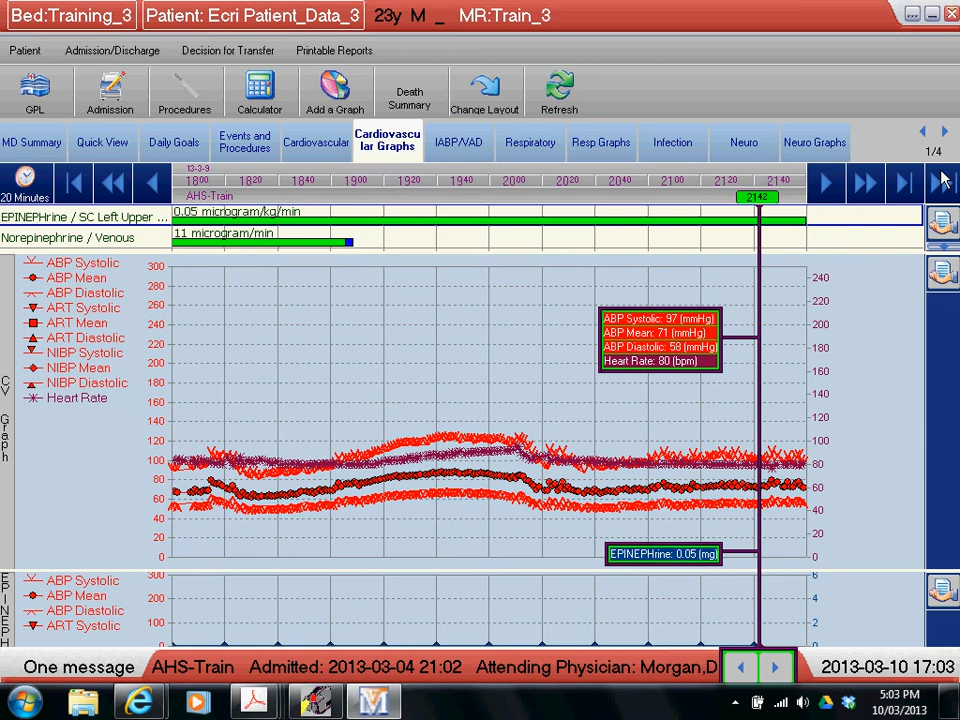 Bed:Training_3 Patient: Ecri Patient_Data_3 23y M _ MR:Train_3
Patient Admission/Discharge Decision for Transfer Printable Reports
GPL Admission Procedures Calculator Add a Graph Death Summary Change Layout Refresh
MD Summary Quick View Daily Goals Events and Procedures Cardiovascular Cardiovascu lar Graphs IABP/VAD Respiratory Resp Graphs Infection Neuro Neuro Graphs 1/4
13-3-9
20 Minutes 1800 1820 1840 1900 1920 1940 2000 2020 2040 2100 2120 2140
AHS-Train 2142
EPINEPHrine / SC Left Upper ... 0.05 microgram/kg/min
Norepinephrine / Venous 11 microgram/min
CV Graph
ABP Systolic
ABP Mean
ABP Diastolic
ART Systolic
ART Mean
ART Diastolic
NIBP Systolic
NIBP Mean
NIBP Diastolic
Heart Rate
300
280
260
240
220
200
180
160
140
120
100
80
60
40
20
0
240
220
200
180
160
140
120
100
80
60
40
20
0
ABP Systolic: 97 (mmHg)
ABP Mean: 71 (mmHg)
ABP Diastolic: 58 (mmHg)
Heart Rate: 80 (bpm)
EPINEPHrine: 0.05 (mg)
EPINEPH
ABP Systolic
ABP Mean
ABP Diastolic
ART Systolic
300
200
100
0
6
4
2
0
One message AHS-Train Admitted: 2013-03-04 21:02 Attending Physician: Morgan,D 2013-03-10 17:03
5:03 PM
10/03/2013